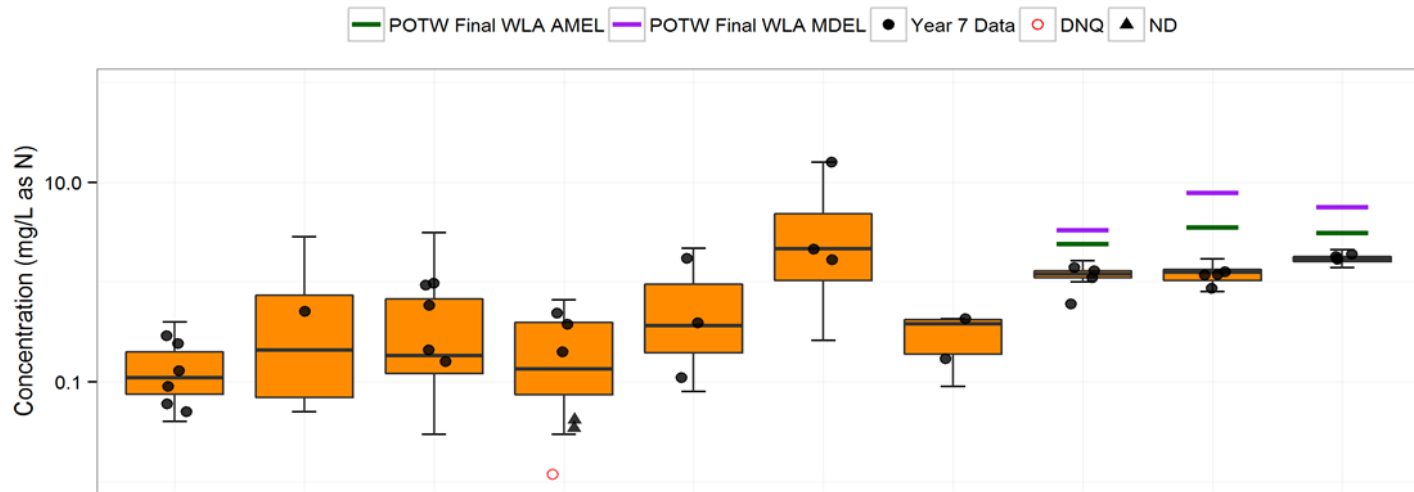 POTW Final WLA AMEL POTW Final WLA MDEL Year 7 Data DNQ ND
Concentration (mg/L as N)
10.0
0.1